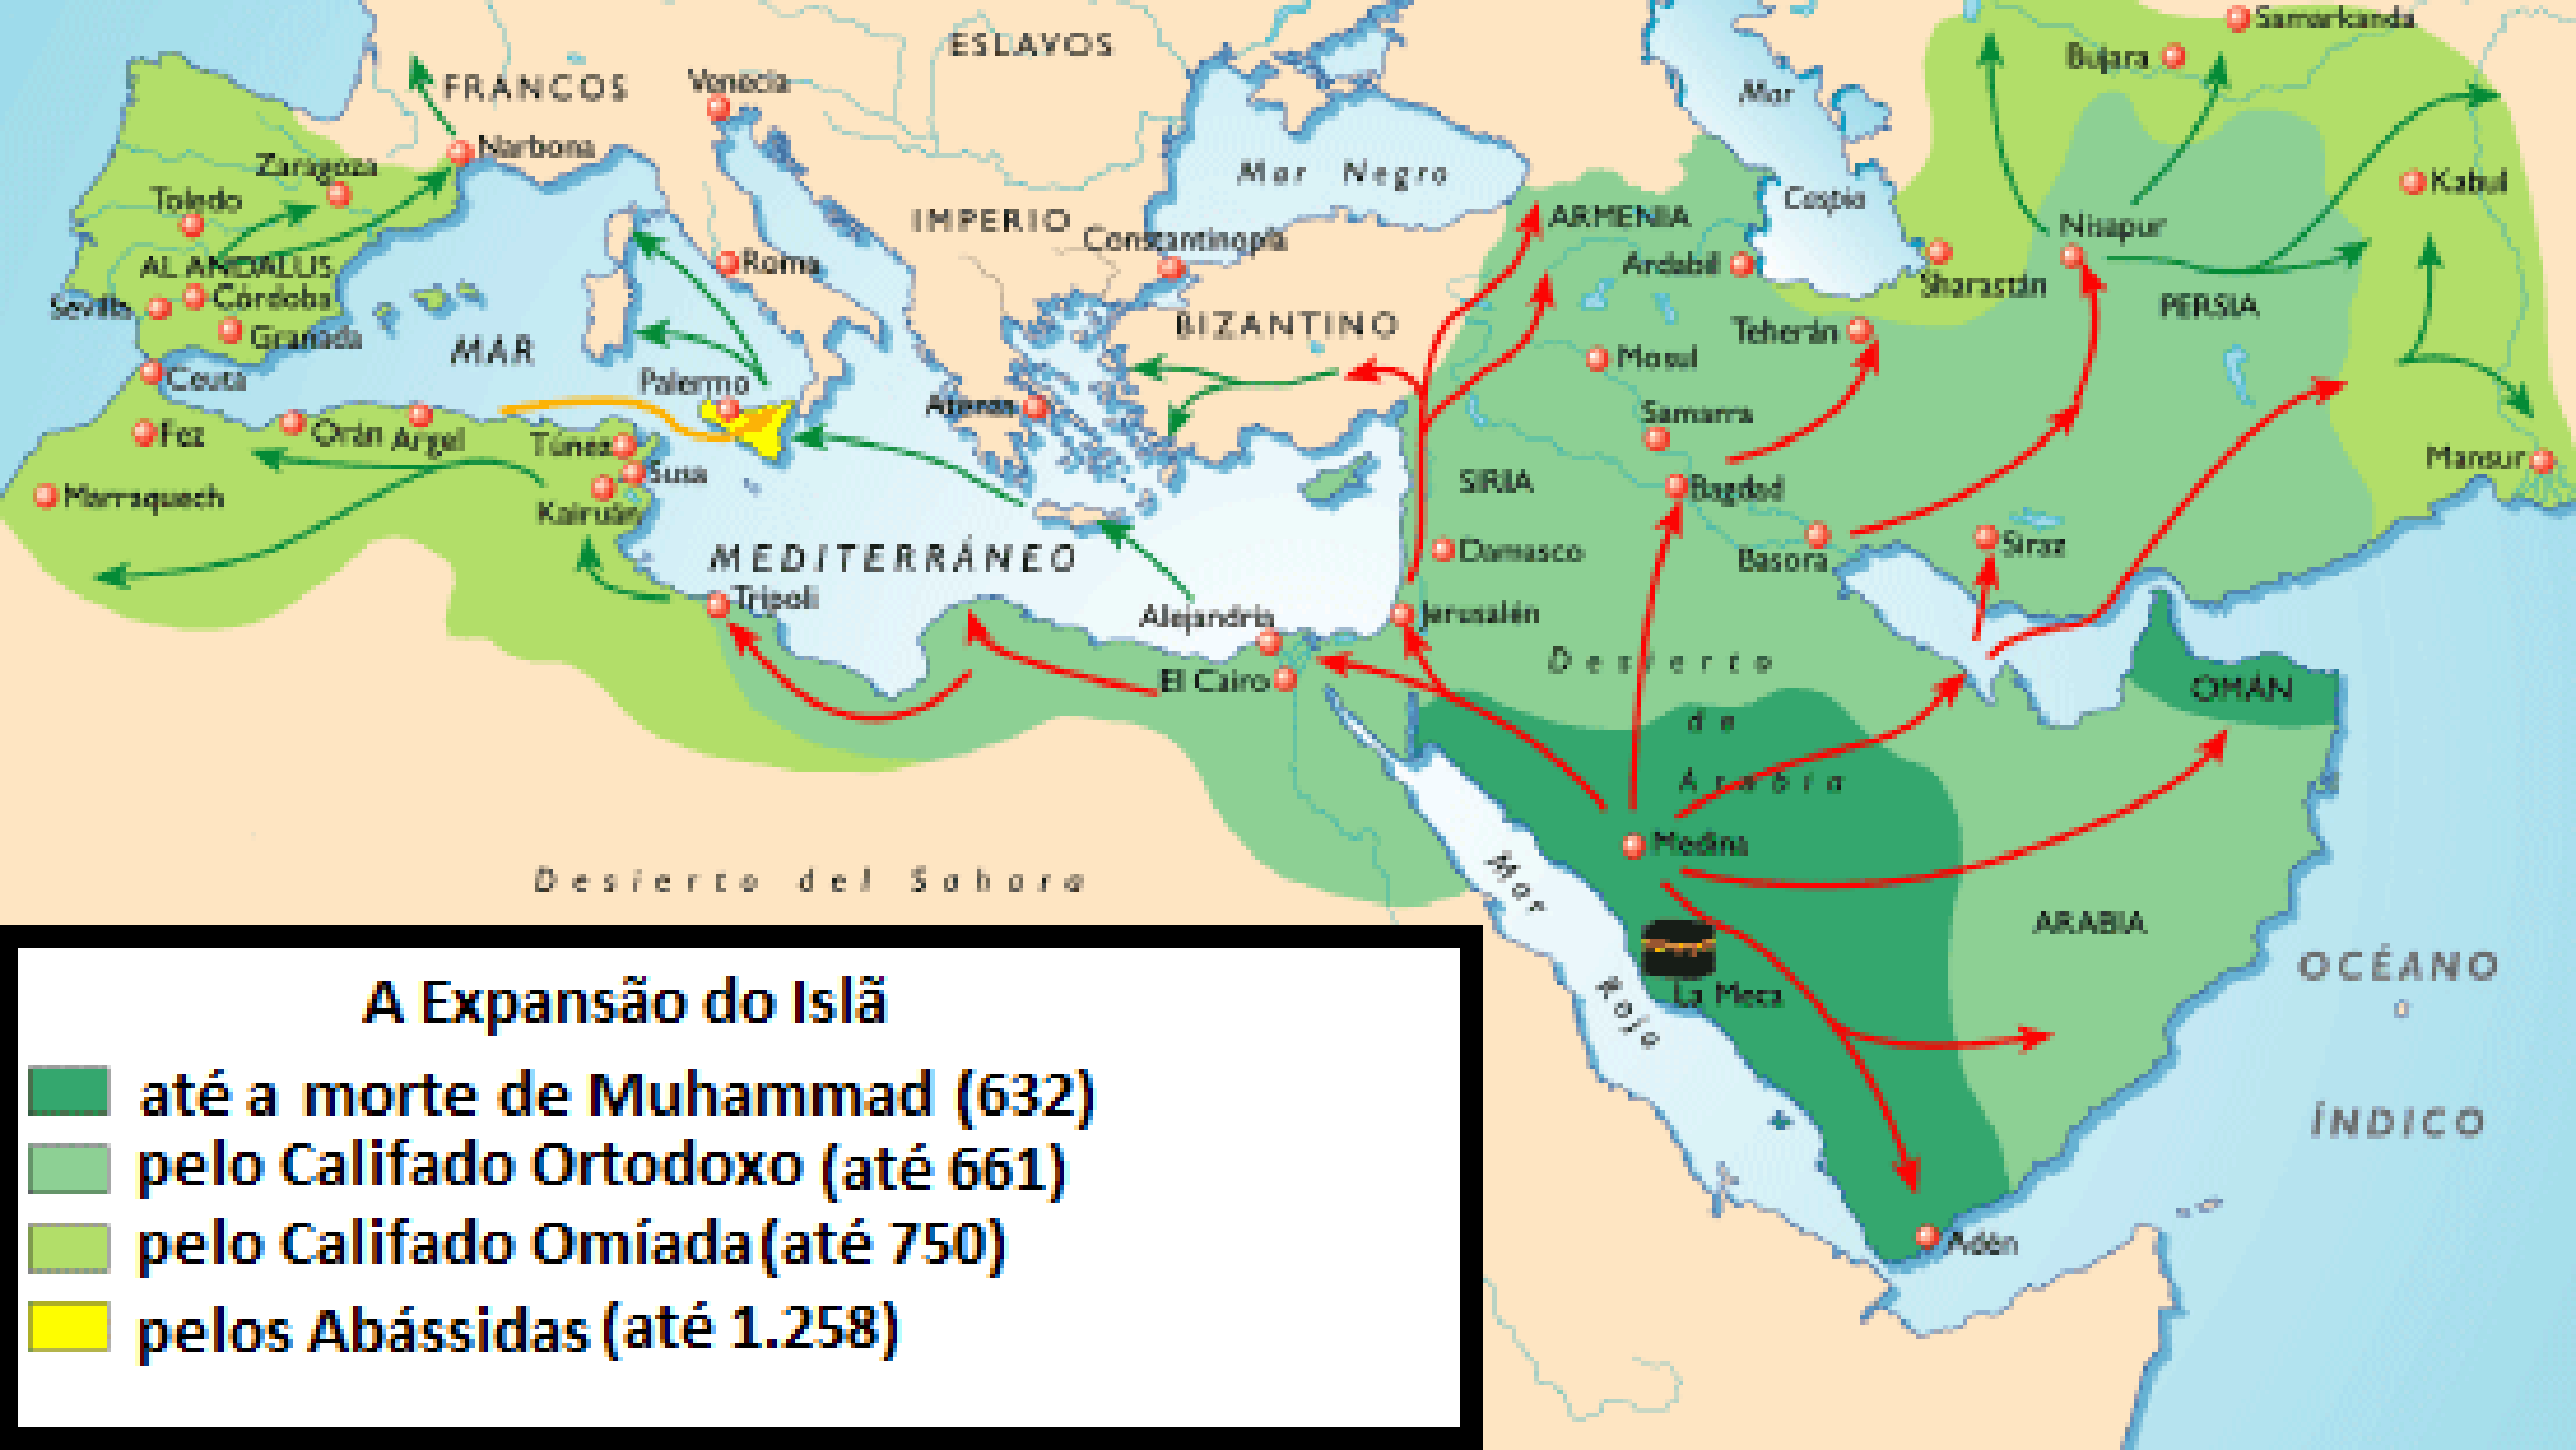 ESLAVOS
Samarkanda
Bujara
FRANCOS
Venecia
Mar
Narbona
Zaragoza
Mar Negro
Kabul
Toledo
Caspio
IMPERIO
ARMENIA
Nisapur
Constantinopla
AL ANDALUS
Roma
Ardabil
Sharastán
Sevilla
Córdoba
PERSIA
Granada
BIZANTINO
Teherán
MAR
Mosul
Ceuta
Palermo
Atenas
Samarra
Fez
Orán
Argel
Túnez
Mansur
Susa
SIRIA
Bagdad
Marraquech
Kairuán
MEDITERRÁNEO
Damasco
Basora
Siraz
Trípoli
Alejandría
Jerusalén
Desierto
El Cairo
OMÁN
de
Arabia
Medina
Desierto del Sahara
Mar
Rojo
ARABIA
La Meca
OCÉANO
ÍNDICO
Adén
A Expansão do Islã
até a morte de Muhammad (632)
pelo Califado Ortodoxo (até 661)
pelo Califado Omíada (até 750)
pelos Abássidas (até 1.258)